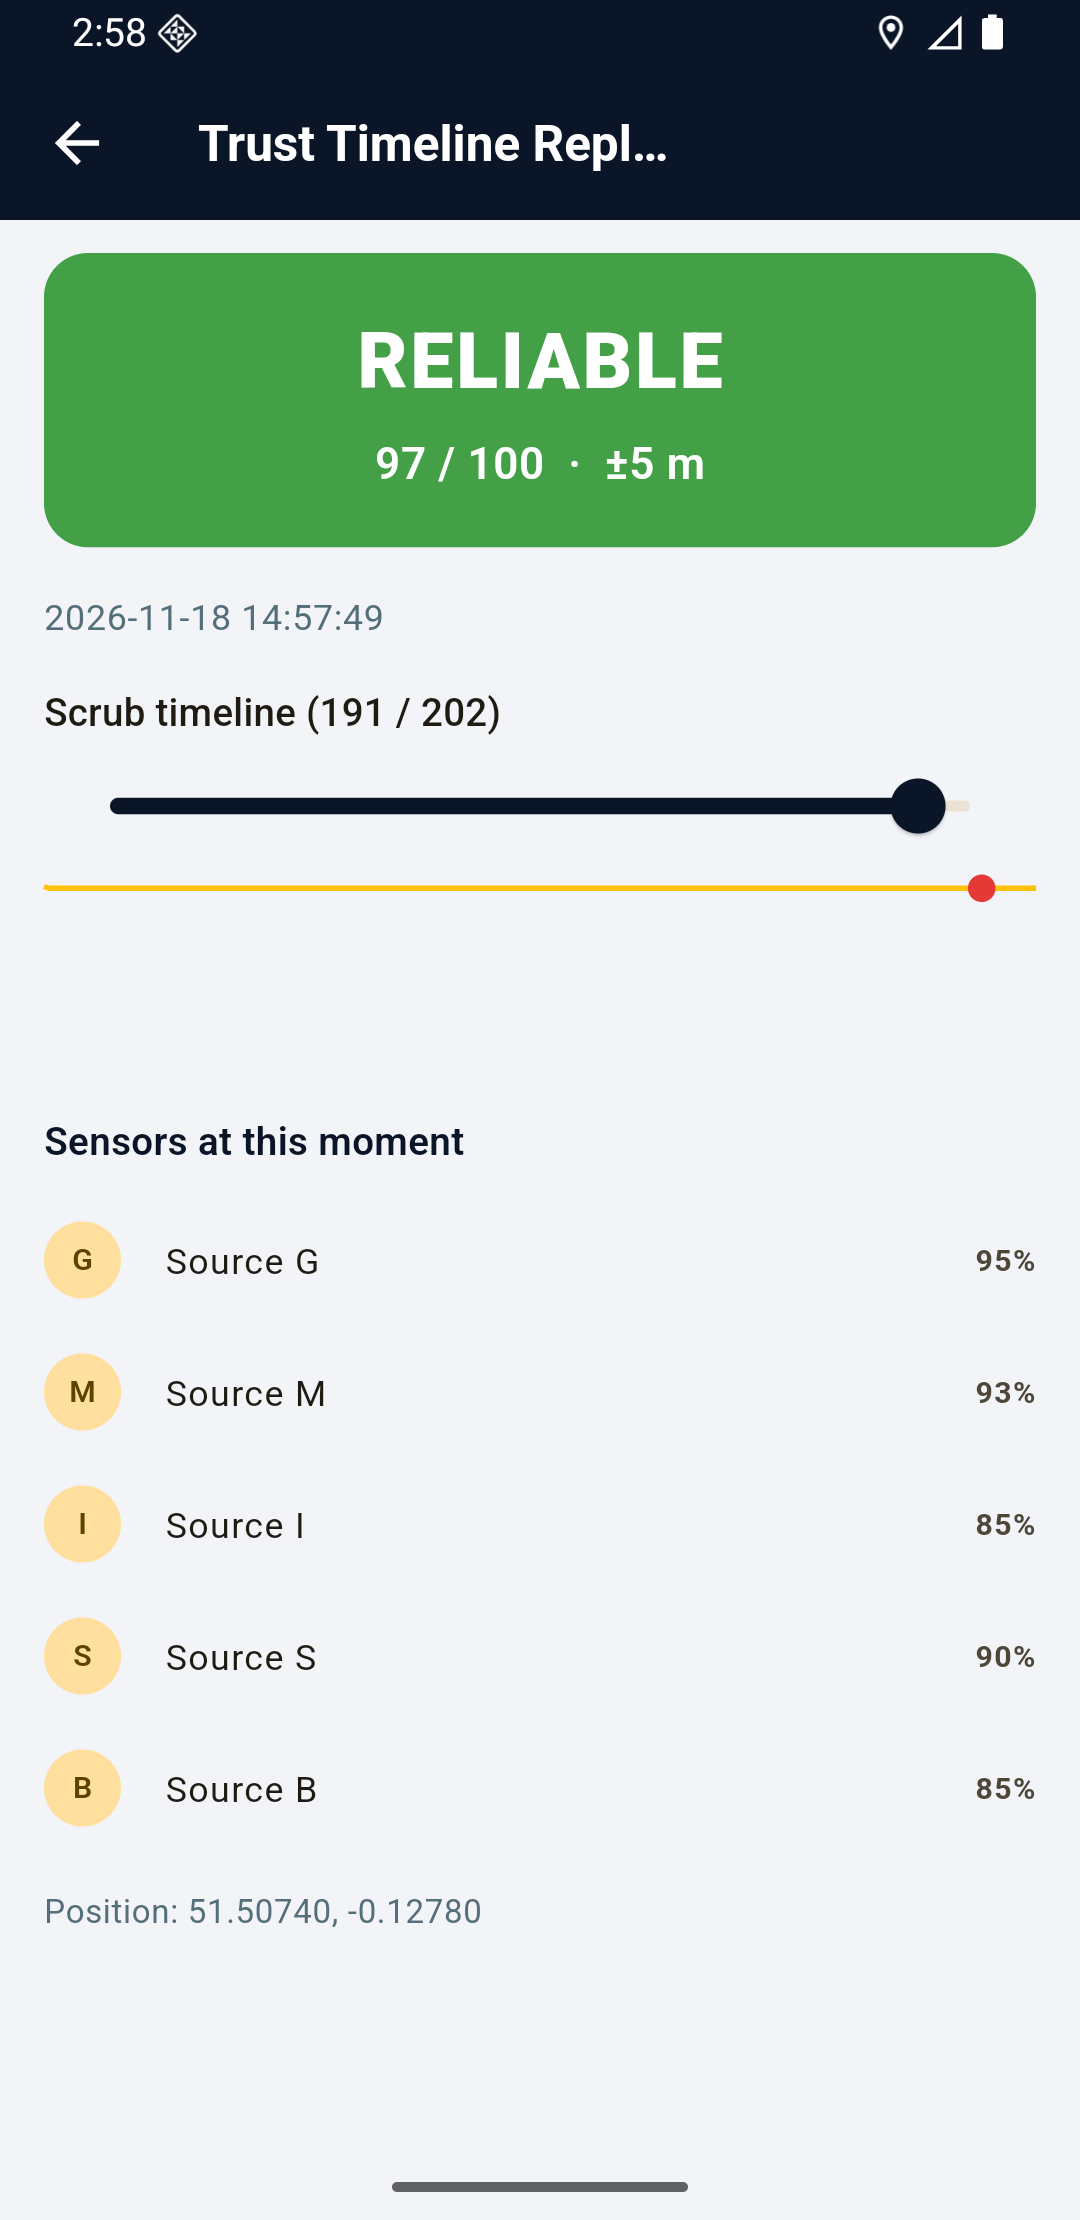 2:58
Trust Timeline Repl...
RELIABLE
97 / 100 · ±5 m
2026-11-18 14:57:49
Scrub timeline (191 / 202)
Sensors at this moment
G Source G 95%
M Source M 93%
I Source I 85%
S Source S 90%
B Source B 85%
Position: 51.50740, -0.12780